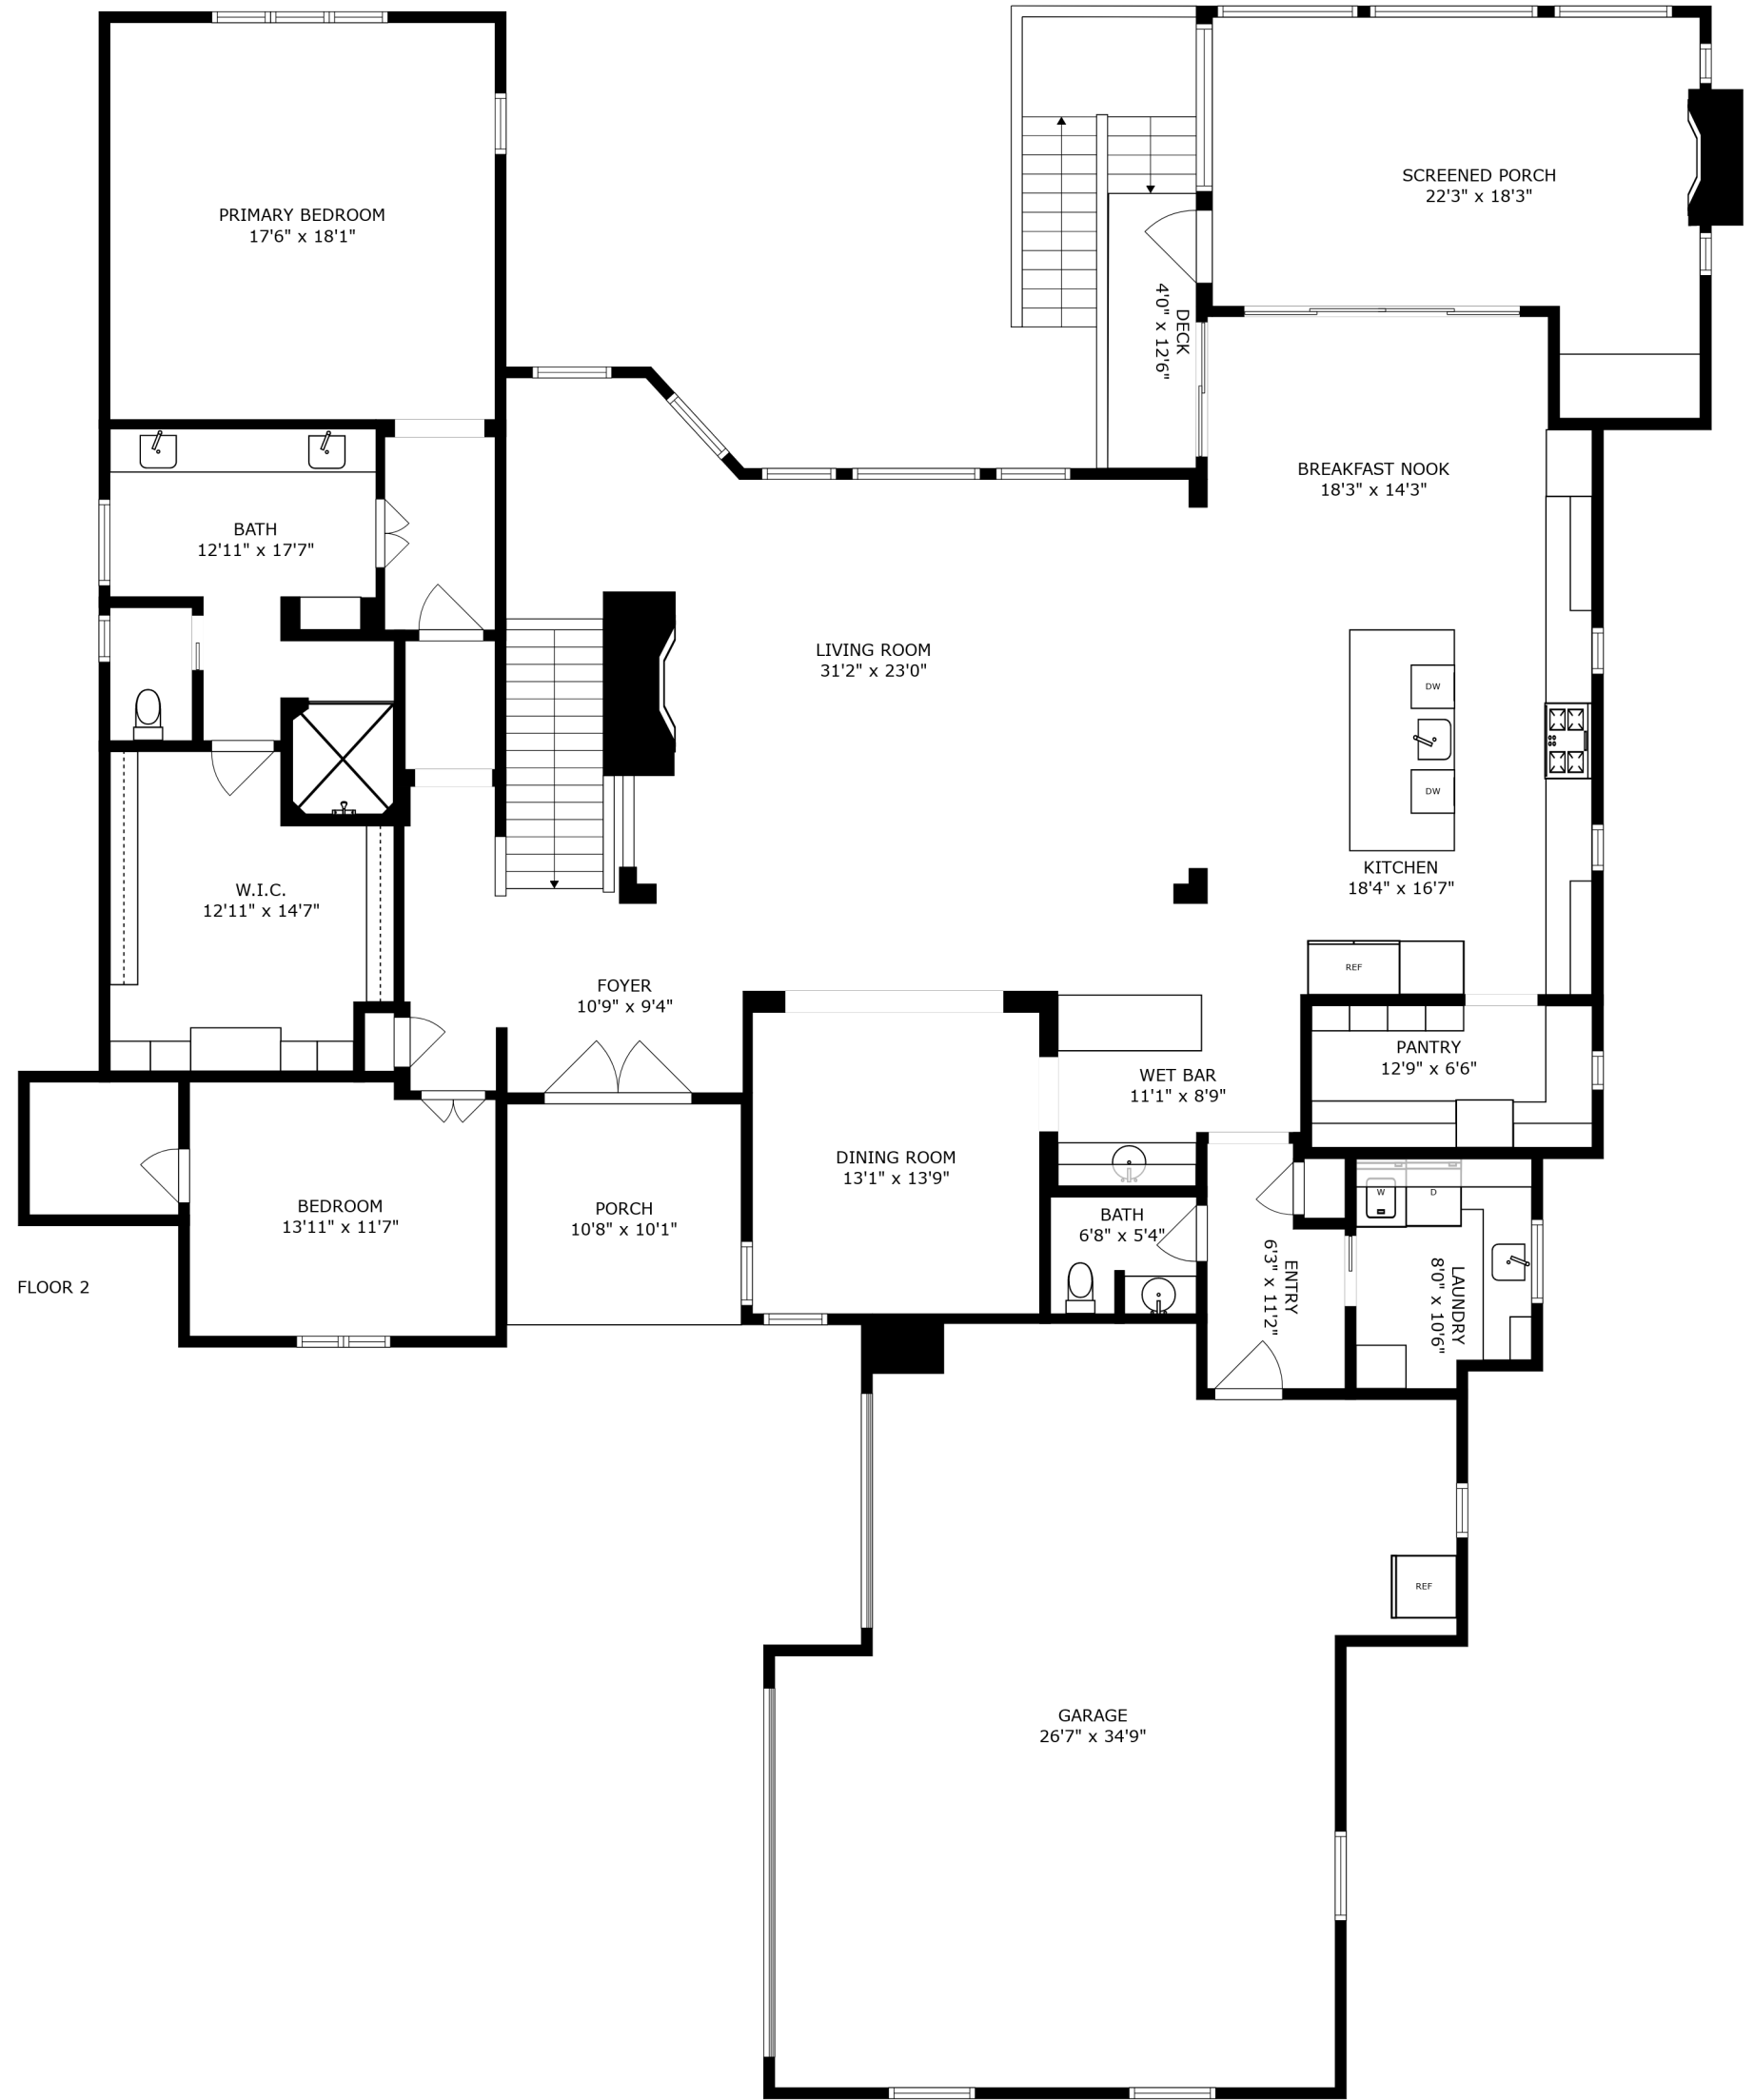 PRIMARY BEDROOM
17'6" x 18'1"
SCREENED PORCH
22'3" x 18'3"
DECK
4'0" x 12'6"
BREAKFAST NOOK
18'3" x 14'3"
BATH
12'11" x 17'7"
LIVING ROOM
31'2" x 23'0"
DW
DW
KITCHEN
18'4" x 16'7"
W.I.C.
12'11" x 14'7"
REF
FOYER
10'9" x 9'4"
PANTRY
12'9" x 6'6"
WET BAR
11'1" x 8'9"
DINING ROOM
13'1" x 13'9"
BEDROOM
13'11" x 11'7"
PORCH
10'8" x 10'1"
BATH
6'8" x 5'4"
W
D
ENTRY
6'3" x 11'2"
LAUNDRY
8'0" x 10'6"
FLOOR 2
REF
GARAGE
26'7" x 34'9"